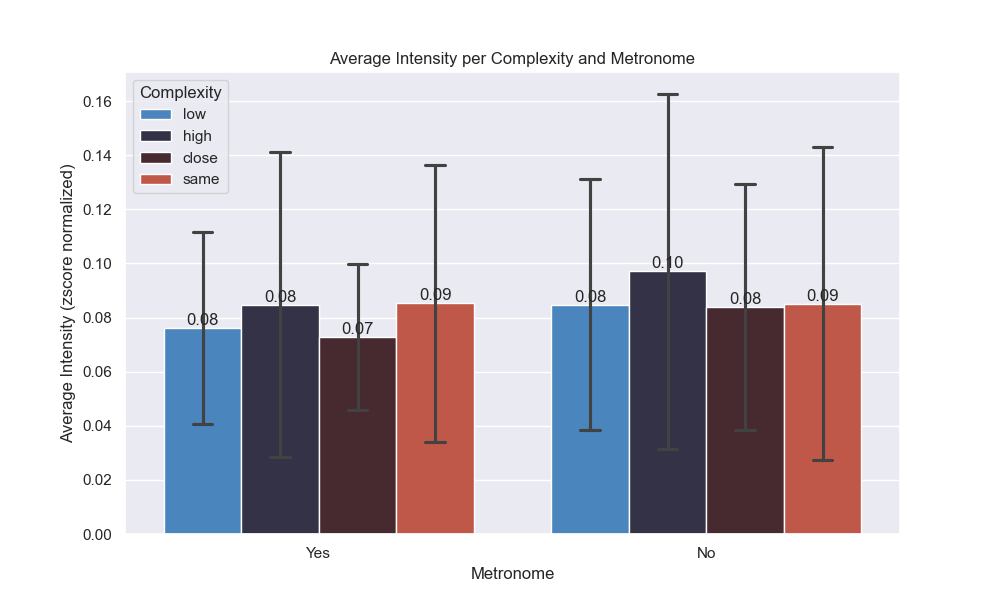 Average Intensity per Complexity and Metronome
Average Intensity (zscore normalized)
0.16
0.14
0.12
0.10
0.08
0.06
0.04
0.02
0.00
Complexity
low
high
close
same
0.08
0.08
0.07
0.09
0.08
0.10
0.08
0.09
Yes
No
Metronome